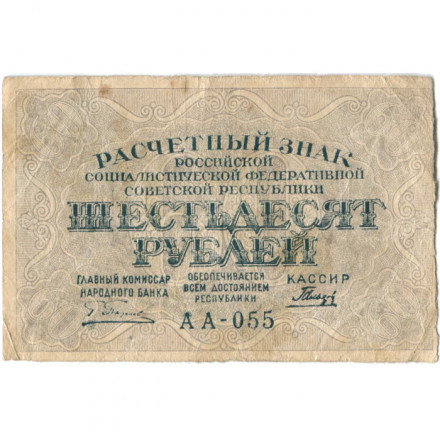 РАСЧЕТНЫЙ ЗНАК
РОССИЙСКОЙ
СОЦИАЛИСТИЧЕСКОЙ ФЕДЕРАТИВНОЙ
СОВЕТСКОЙ РЕСПУБЛИКИ
ШЕСТЬДЕСЯТ
РУБЛЕЙ
ГЛАВНЫЙ КОМИССАР
НАРОДНОГО БАНКА
ОБЕСПЕЧИВАЕТСЯ
ВСЕМ ДОСТОЯНИЕМ
РЕСПУБЛИКИ
КАССИР
АА-055